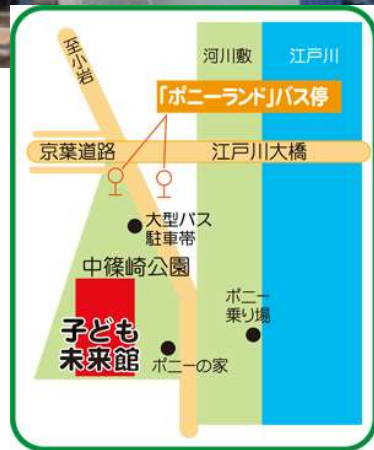 至小岩
河川敷
江戸川
「ポニーランド」バス停
京葉道路
江戸川大橋
大型バス
駐車帯
中篠崎公園
ポニー
乗り場
子ども
未来館
ポニーの家